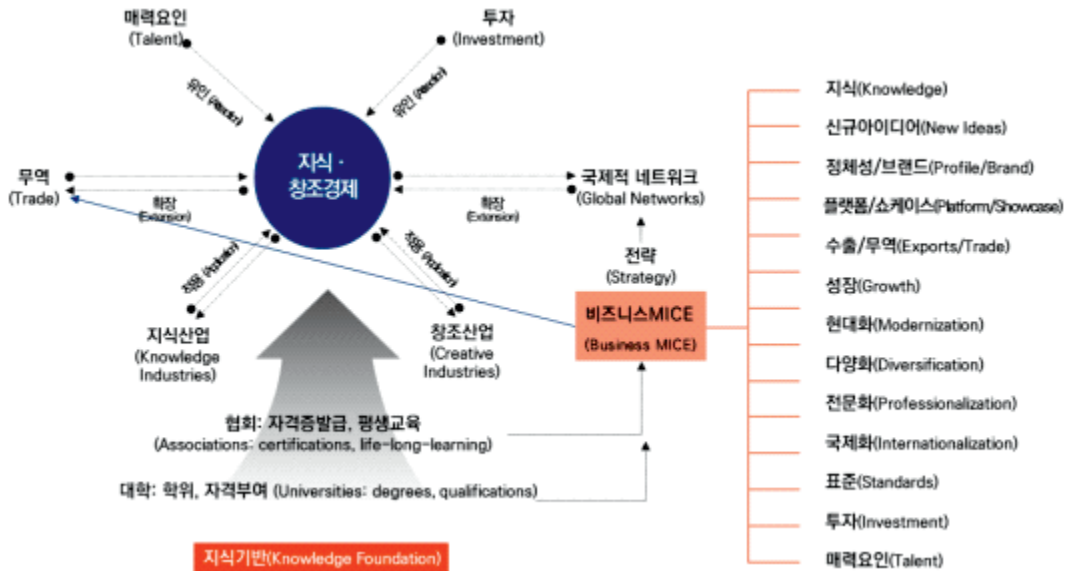 매력요인
(Talent)
투자
(Investment)
유인
유인
지식·
창조경제
무역
(Trade)
확장
(Extension)
국제적 네트워크
(Global Networks)
확장
(Extension)
적용
적용
전략
(Strategy)
지식산업
(Knowledge
Industries)
창조산업
(Creative
Industries)
비즈니스MICE
(Business MICE)
협회: 자격증발급, 평생교육
(Associations: certifications, life-long-learning)
대학: 학위, 자격부여 (Universities: degrees, qualifications)
지식기반(Knowledge Foundation)
지식(Knowledge)
신규아이디어(New Ideas)
정체성/브랜드(Profile/Brand)
플랫폼/쇼케이스(Platform/Showcase)
수출/무역(Exports/Trade)
성장(Growth)
현대화(Modernization)
다양화(Diversification)
전문화(Professionalization)
국제화(Internationalization)
표준(Standards)
투자(Investment)
매력요인(Talent)